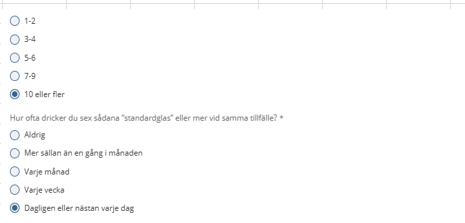 1-2
3-4
5-6
7-9
10 eller fler
Hur ofta dricker du sex sådana "standardglas" eller mer vid samma tillfälle? *
Aldrig
Mer sällan än en gång i månaden
Varje månad
Varje vecka
Dagligen eller nästan varje dag